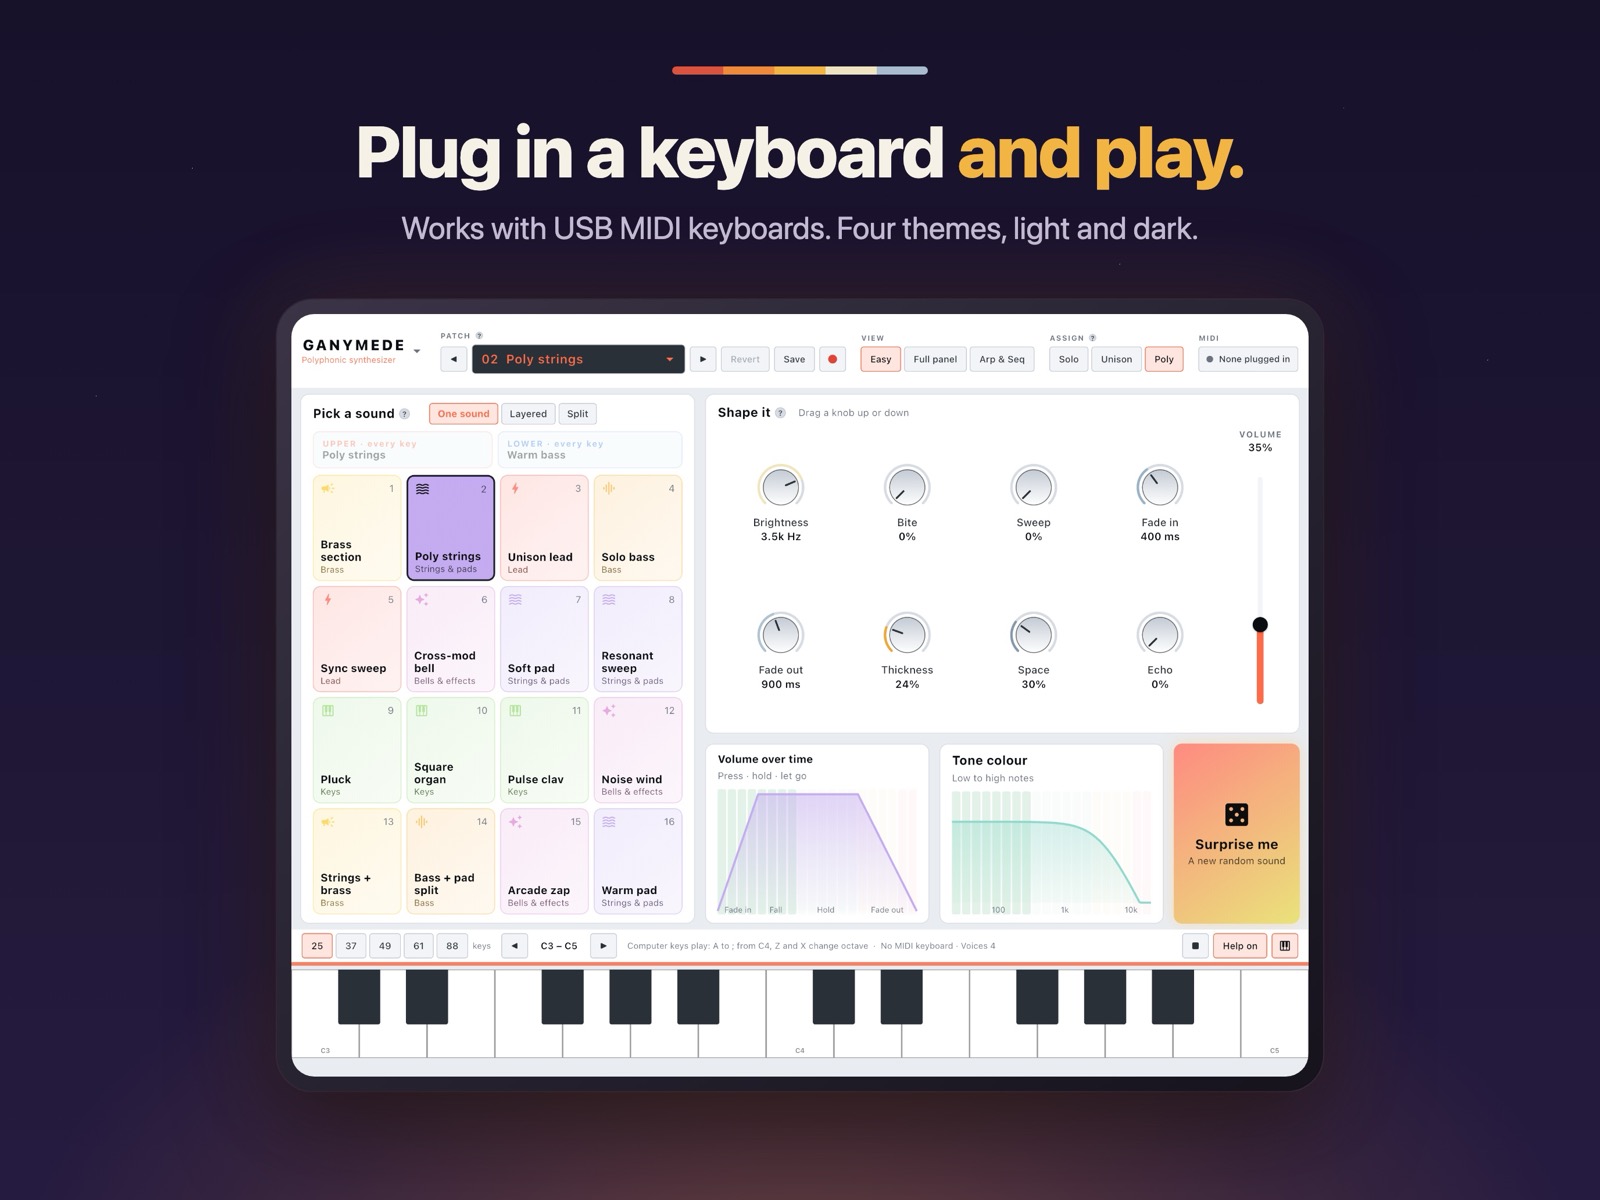 Plug in a keyboard and play.
Works with USB MIDI keyboards. Four themes, light and dark.
GANYMEDE
Polyphonic synthesizer
PATCH ?
02 Poly strings
Revert
Save
VIEW
Easy
Full panel
Arp & Seq
ASSIGN ?
Solo
Unison
Poly
MIDI
None plugged in
Pick a sound ?
One sound
Layered
Split
UPPER · every key
Poly strings
LOWER · every key
Warm bass
1
Brass
section
Brass
2
Poly strings
Strings & pads
3
Unison lead
Lead
4
Solo bass
Bass
5
Sync sweep
Lead
6
Cross-mod
bell
Bells & effects
7
Soft pad
Strings & pads
8
Resonant
sweep
Strings & pads
9
Pluck
Keys
10
Square
organ
Keys
11
Pulse clav
Keys
12
Noise wind
Bells & effects
13
Strings +
brass
Brass
14
Bass + pad
split
Bass
15
Arcade zap
Bells & effects
16
Warm pad
Strings & pads
Shape it ?
Drag a knob up or down
VOLUME
35%
Brightness
3.5k Hz
Bite
0%
Sweep
0%
Fade in
400 ms
Fade out
900 ms
Thickness
24%
Space
30%
Echo
0%
Volume over time
Press · hold · let go
Fade in
Fall
Hold
Fade out
Tone colour
Low to high notes
100
1k
10k
Surprise me
A new random sound
25
37
49
61
88
keys
C3 – C5
Computer keys play: A to ; from C4, Z and X change octave · No MIDI keyboard · Voices 4
Help on
C3
C4
C5